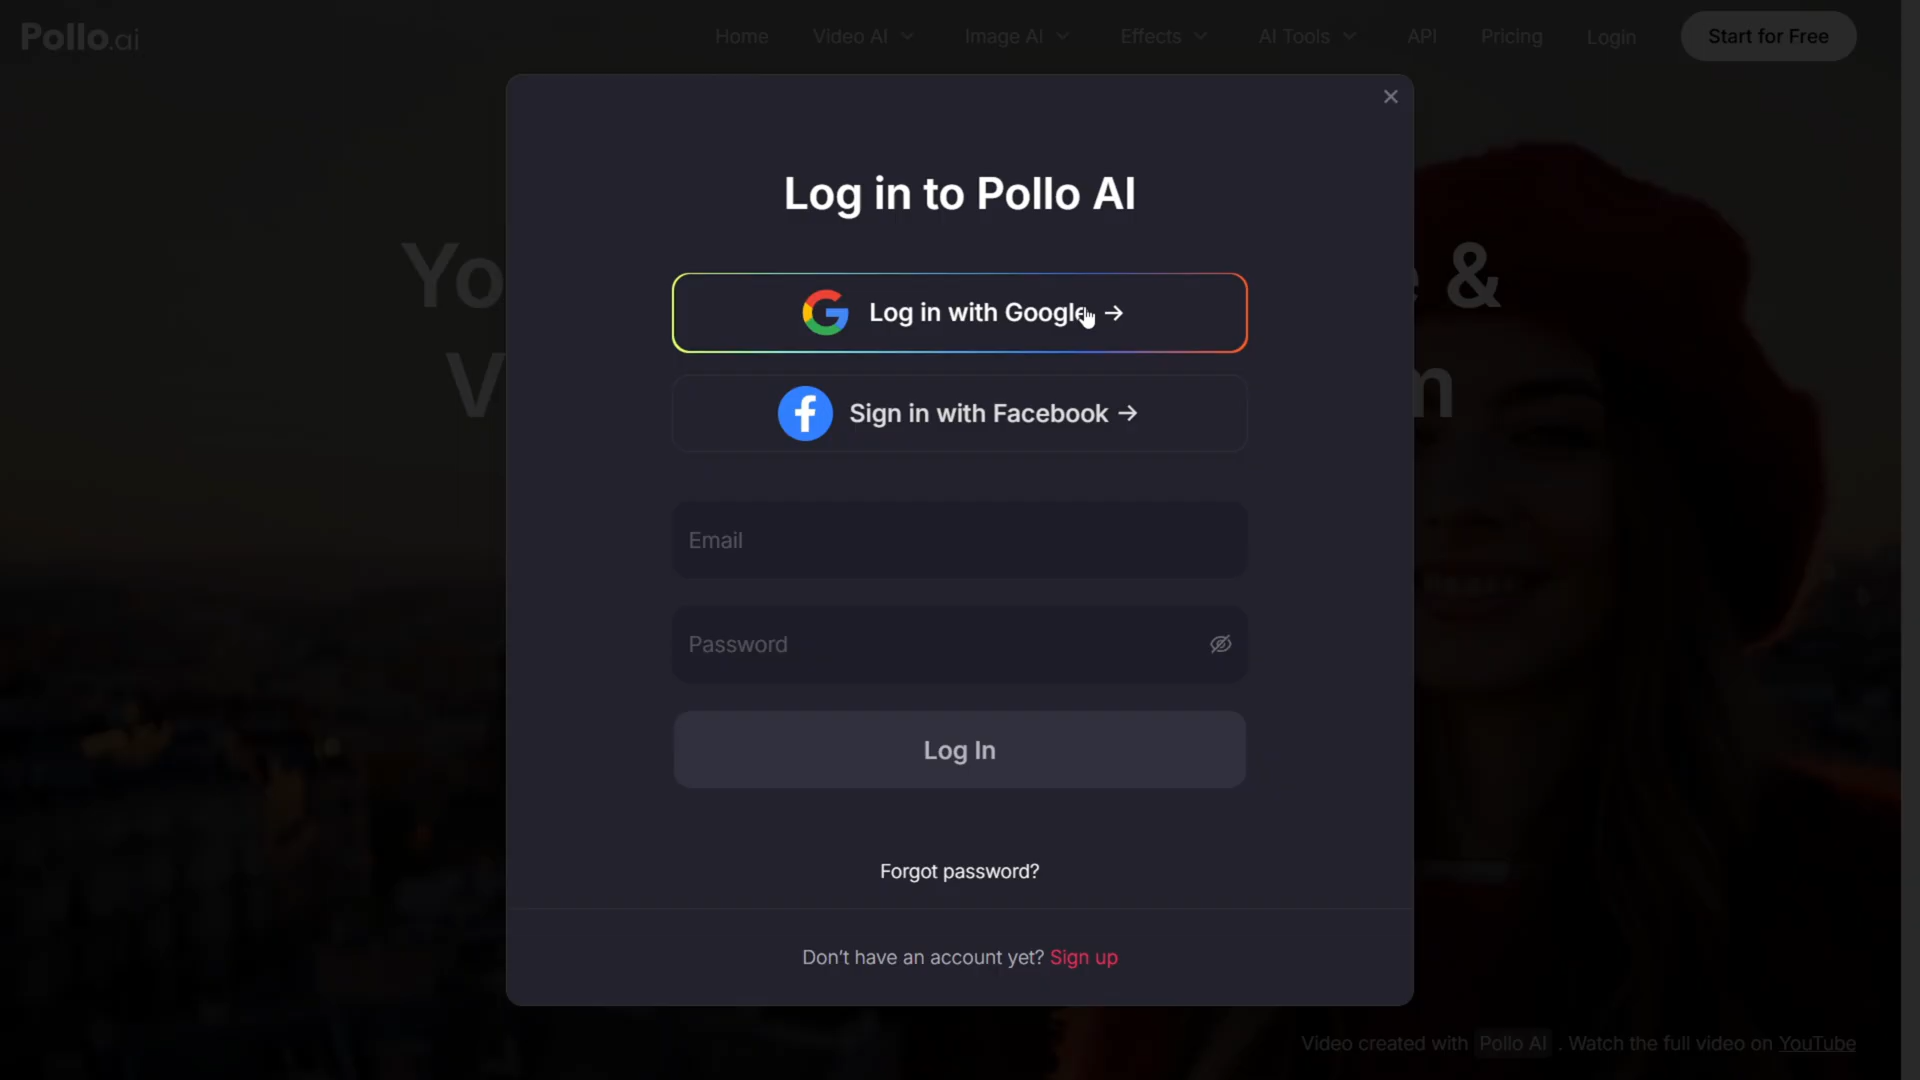 Pollo.ai
Home Video AI Image AI Effects AI Tools API Pricing Login Start for Free
Log in to Pollo AI
Yo &
Log in with Google →
V m
Sign in with Facebook →
Email
Password
Log In
Forgot password?
Don't have an account yet? Sign up
Video created with Pollo AI . Watch the full video on YouTube